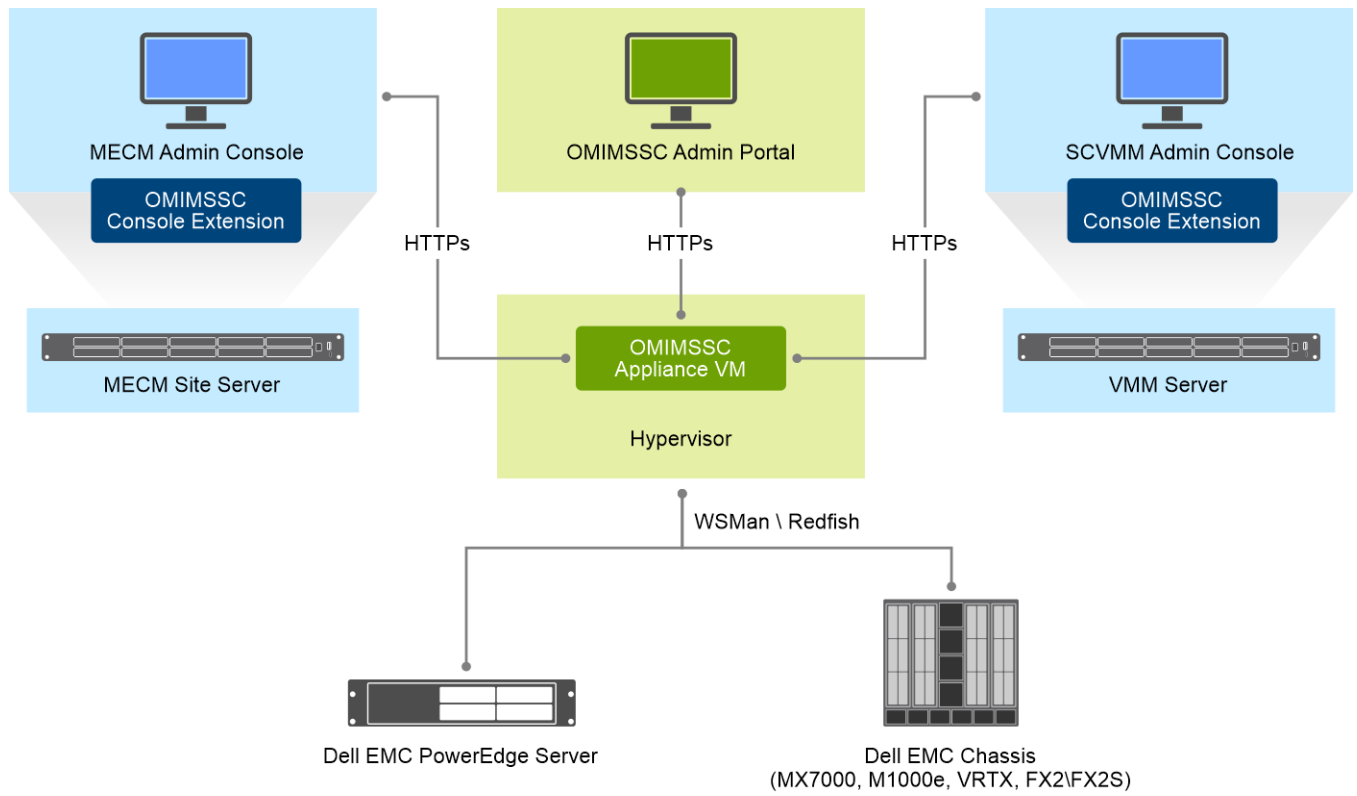 MECM Admin Console
OMIMSSC
Console Extension
OMIMSSC Admin Portal
SCVMM Admin Console
OMIMSSC
Console Extension
HTTPs
HTTPs
HTTPs
MECM Site Server
OMIMSSC
Appliance VM
Hypervisor
VMM Server
WSMan \ Redfish
Dell EMC PowerEdge Server
Dell EMC Chassis
(MX7000, M1000e, VRTX, FX2\FX2S)